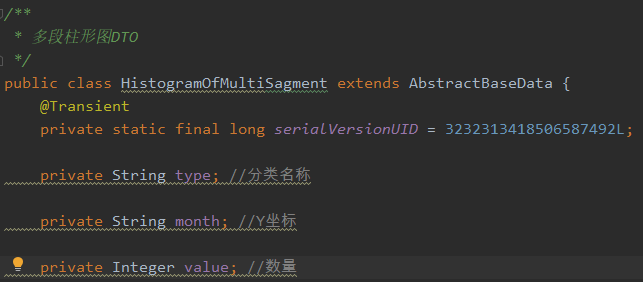 /**
* 多段柱形图DTO
*/
public class HistogramOfMultiSagment extends AbstractBaseData {
@Transient
private static final long serialVersionUID = 3232313418506587492L;
private String type; //分类名称
private String month; //Y坐标
private Integer value; //数量